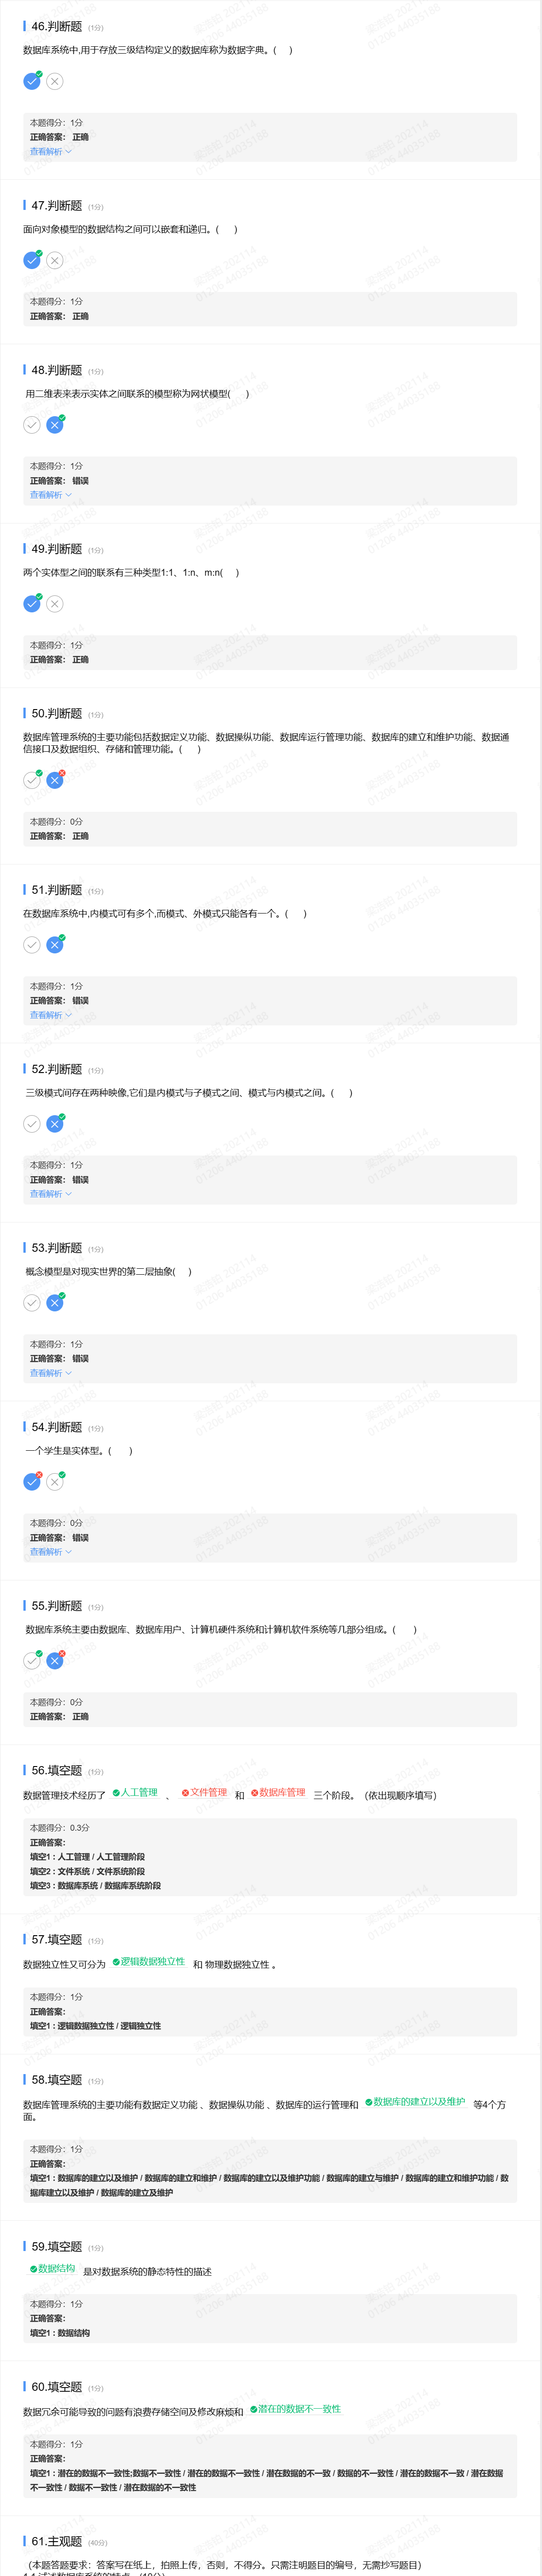 46.判断题 (1分)
数据库系统中,用于存放三级结构定义的数据库称为数据字典。( )
本题得分：1分
正确答案： 正确
查看解析
47.判断题 (1分)
面向对象模型的数据结构之间可以嵌套和递归。( )
本题得分：1分
正确答案： 正确
48.判断题 (1分)
用二维表来表示实体之间联系的模型称为网状模型( )
本题得分：1分
正确答案： 错误
查看解析
49.判断题 (1分)
两个实体型之间的联系有三种类型1:1、1:n、m:n( )
本题得分：1分
正确答案： 正确
50.判断题 (1分)
数据库管理系统的主要功能包括数据定义功能、数据操纵功能、数据库运行管理功能、数据库的建立和维护功能、数据通
信接口及数据组织、存储和管理功能。( )
本题得分：0分
正确答案： 正确
51.判断题 (1分)
在数据库系统中,内模式可有多个,而模式、外模式只能各有一个。( )
本题得分：1分
正确答案： 错误
查看解析
52.判断题 (1分)
三级模式间存在两种映像,它们是内模式与子模式之间、模式与内模式之间。( )
本题得分：1分
正确答案： 错误
查看解析
53.判断题 (1分)
概念模型是对现实世界的第二层抽象( )
本题得分：1分
正确答案： 错误
查看解析
54.判断题 (1分)
一个学生是实体型。( )
本题得分：0分
正确答案： 错误
查看解析
55.判断题 (1分)
数据库系统主要由数据库、数据库用户、计算机硬件系统和计算机软件系统等几部分组成。( )
本题得分：0分
正确答案： 正确
56.填空题 (1分)
数据管理技术经历了 人工管理 、 文件管理 和 数据库管理 三个阶段。（依出现顺序填写）
本题得分：0.3分
正确答案：
填空1：人工管理 / 人工管理阶段
填空2：文件系统 / 文件系统阶段
填空3：数据库系统 / 数据库系统阶段
57.填空题 (1分)
数据独立性又可分为 逻辑数据独立性 和 物理数据独立性 。
本题得分：1分
正确答案：
填空1：逻辑数据独立性 / 逻辑独立性
58.填空题 (1分)
数据库管理系统的主要功能有数据定义功能 、数据操纵功能 、数据库的运行管理和 数据库的建立以及维护 等4个方
面。
本题得分：1分
正确答案：
填空1：数据库的建立以及维护 / 数据库的建立和维护 / 数据库的建立以及维护功能 / 数据库的建立与维护 / 数据库的建立和维护功能 / 数
据库建立以及维护 / 数据库的建立及维护
59.填空题 (1分)
数据结构 是对数据系统的静态特性的描述
本题得分：1分
正确答案：
填空1：数据结构
60.填空题 (1分)
数据冗余可能导致的问题有浪费存储空间及修改麻烦和 潜在的数据不一致性
本题得分：1分
正确答案：
填空1：潜在的数据不一致性;数据不一致性 / 潜在的数据不一致性 / 潜在数据的不一致 / 数据的不一致性 / 潜在的数据不一致 / 潜在数据
不一致性 / 数据不一致性 / 潜在数据的不一致性
61.主观题 (40分)
（本题答题要求：答案写在纸上，拍照上传，否则，不得分。只需注明题目的编号，无需抄写题目）